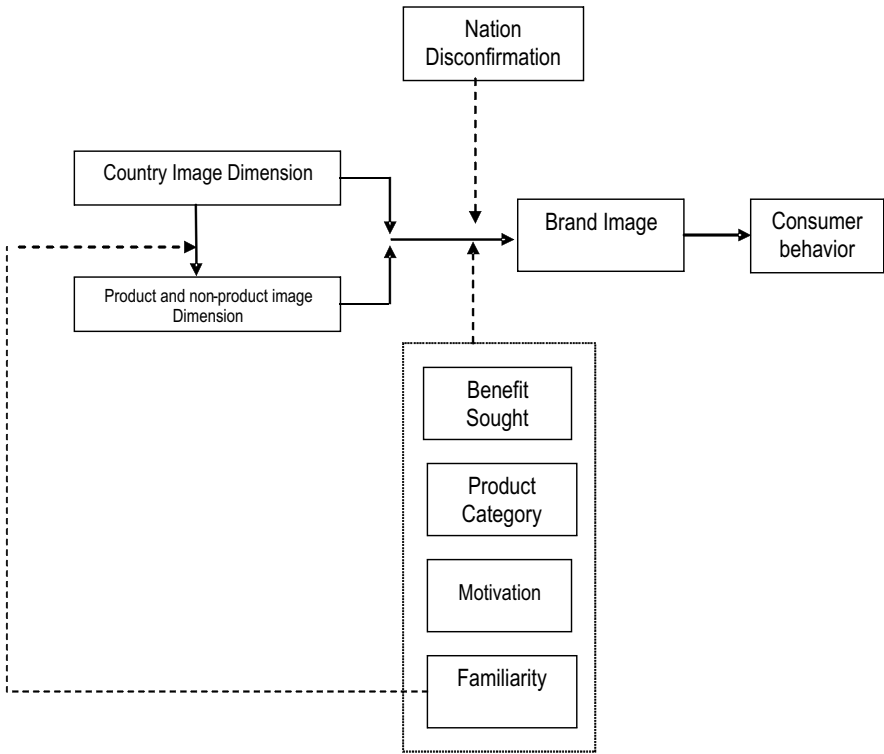 Nation
Disconfirmation
Country Image Dimension
Brand Image
Consumer
behavior
Product and non-product image
Dimension
Benefit
Sought
Product
Category
Motivation
Familiarity